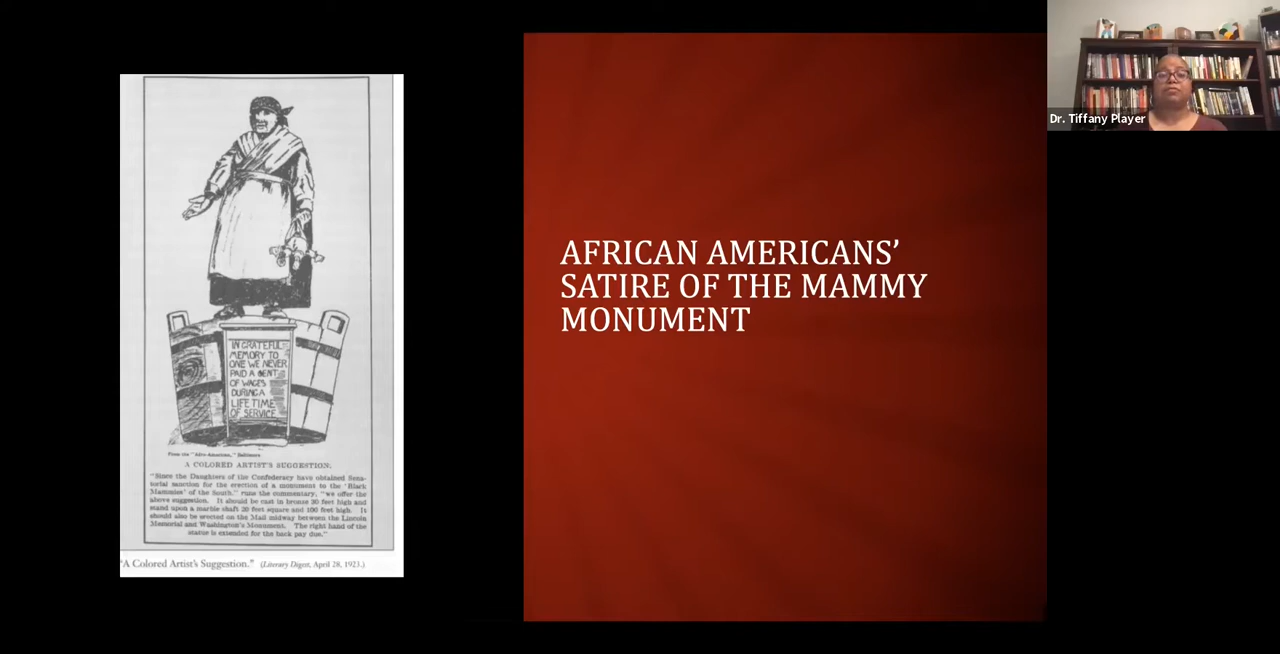 IN GRATEFUL
MEMORY TO
ONE WE NEVER
PAID A CENT
OF WAGES
DURING A
LIFE TIME
OF SERVICE
From the "Afro-American," Baltimore
A COLORED ARTIST'S SUGGESTION.
"Since the Daughters of the Confederacy have obtained Sena-
torial sanction for the erection of a monument to the 'Black
Mammies' of the South," runs the commentary, "we offer the
above suggestion. It should be cast in bronze 30 feet high and
stand upon a marble shaft 20 feet square and 100 feet high. It
should also be erected on the Mall midway between the Lincoln
Memorial and Washington's Monument. The right hand of the
statue is extended for the back pay due."
"A Colored Artist's Suggestion." (Literary Digest, April 28, 1923.)
AFRICAN AMERICANS'
SATIRE OF THE MAMMY
MONUMENT
Dr. Tiffany Player